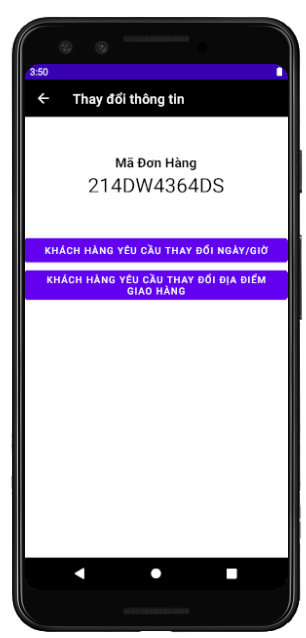 3:50
Thay đổi thông tin
Mã Đơn Hàng
214DW4364DS
KHÁCH HÀNG YÊU CẦU THAY ĐỔI NGÀY/GIỜ
KHÁCH HÀNG YÊU CẦU THAY ĐỔI ĐỊA ĐIỂM
GIAO HÀNG